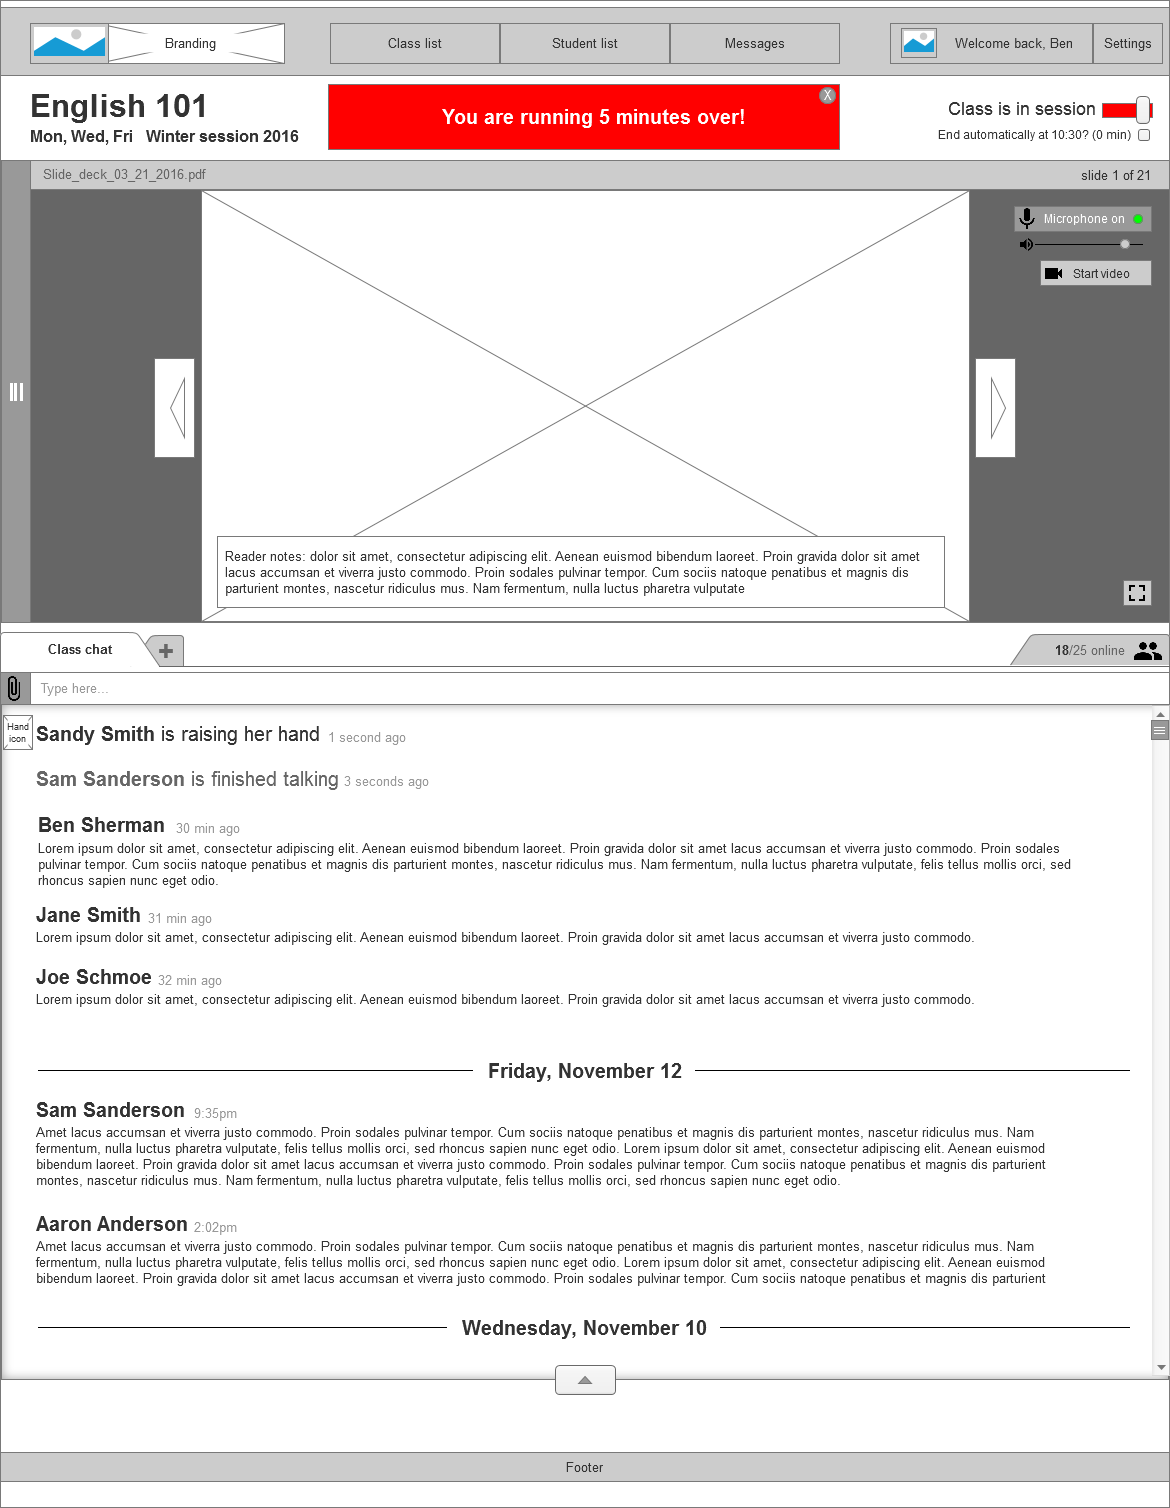 Branding
Class list
Student list
Messages
Welcome back, Ben
Settings
English 101
Mon, Wed, Fri Winter session 2016
You are running 5 minutes over!
X
Class is in session
End automatically at 10:30? (0 min)
Slide_deck_03_21_2016.pdf
slide 1 of 21
Microphone on
Start video
Reader notes: dolor sit amet, consectetur adipiscing elit. Aenean euismod bibendum laoreet. Proin gravida dolor sit amet
lacus accumsan et viverra justo commodo. Proin sodales pulvinar tempor. Cum sociis natoque penatibus et magnis dis
parturient montes, nascetur ridiculus mus. Nam fermentum, nulla luctus pharetra vulputate
Class chat
18/25 online
Type here...
Hand
icon
Sandy Smith is raising her hand 1 second ago
Sam Sanderson is finished talking 3 seconds ago
Ben Sherman 30 min ago
Lorem ipsum dolor sit amet, consectetur adipiscing elit. Aenean euismod bibendum laoreet. Proin gravida dolor sit amet lacus accumsan et viverra justo commodo. Proin sodales
pulvinar tempor. Cum sociis natoque penatibus et magnis dis parturient montes, nascetur ridiculus mus. Nam fermentum, nulla luctus pharetra vulputate, felis tellus mollis orci, sed
rhoncus sapien nunc eget odio.
Jane Smith 31 min ago
Lorem ipsum dolor sit amet, consectetur adipiscing elit. Aenean euismod bibendum laoreet. Proin gravida dolor sit amet lacus accumsan et viverra justo commodo.
Joe Schmoe 32 min ago
Lorem ipsum dolor sit amet, consectetur adipiscing elit. Aenean euismod bibendum laoreet. Proin gravida dolor sit amet lacus accumsan et viverra justo commodo.
Friday, November 12
Sam Sanderson 9:35pm
Amet lacus accumsan et viverra justo commodo. Proin sodales pulvinar tempor. Cum sociis natoque penatibus et magnis dis parturient montes, nascetur ridiculus mus. Nam
fermentum, nulla luctus pharetra vulputate, felis tellus mollis orci, sed rhoncus sapien nunc eget odio. Lorem ipsum dolor sit amet, consectetur adipiscing elit. Aenean euismod
bibendum laoreet. Proin gravida dolor sit amet lacus accumsan et viverra justo commodo. Proin sodales pulvinar tempor. Cum sociis natoque penatibus et magnis dis parturient
montes, nascetur ridiculus mus. Nam fermentum, nulla luctus pharetra vulputate, felis tellus mollis orci, sed rhoncus sapien nunc eget odio.
Aaron Anderson 2:02pm
Amet lacus accumsan et viverra justo commodo. Proin sodales pulvinar tempor. Cum sociis natoque penatibus et magnis dis parturient montes, nascetur ridiculus mus. Nam
fermentum, nulla luctus pharetra vulputate, felis tellus mollis orci, sed rhoncus sapien nunc eget odio. Lorem ipsum dolor sit amet, consectetur adipiscing elit. Aenean euismod
bibendum laoreet. Proin gravida dolor sit amet lacus accumsan et viverra justo commodo. Proin sodales pulvinar tempor. Cum sociis natoque penatibus et magnis dis parturient
Wednesday, November 10
Footer